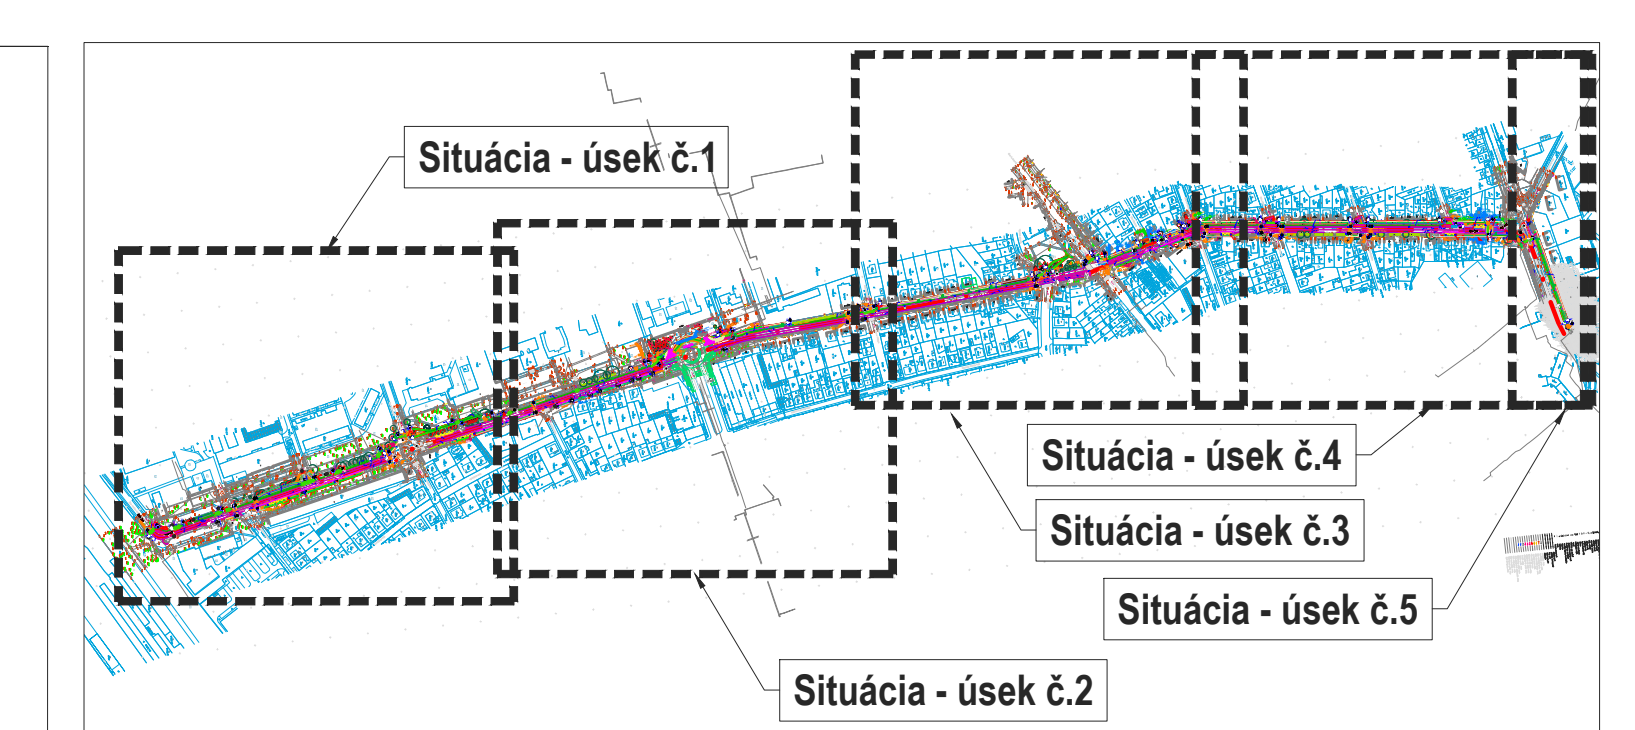 Situácia - úsek č.1
Situácia - úsek č.4
Situácia - úsek č.3
Situácia - úsek č.5
Situácia - úsek č.2